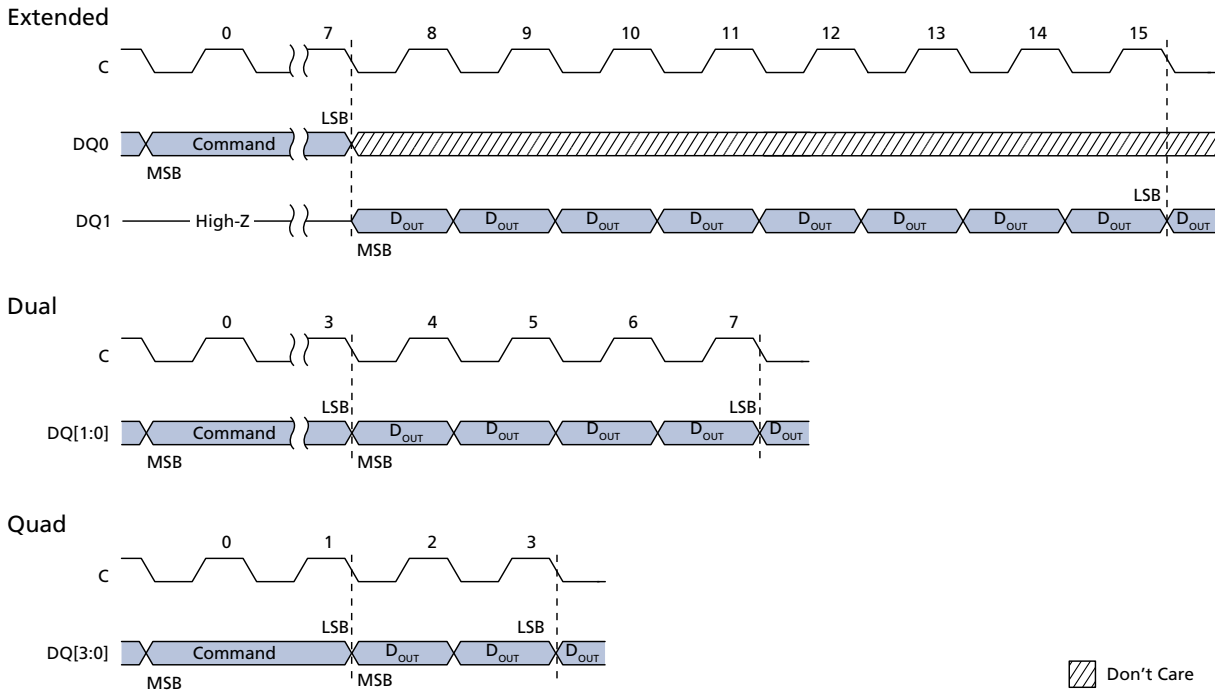 Extended
0 7 8 9 10 11 12 13 14 15
C
LSB
DQ0 Command
MSB
LSB
DQ1 High-Z DOUT DOUT DOUT DOUT DOUT DOUT DOUT DOUT DOUT
MSB
Dual
0 3 4 5 6 7
C
LSB LSB
DQ[1:0] Command DOUT DOUT DOUT DOUT DOUT
MSB MSB
Quad
0 1 2 3
C
LSB LSB
DQ[3:0] Command DOUT DOUT DOUT
MSB MSB
Don't Care